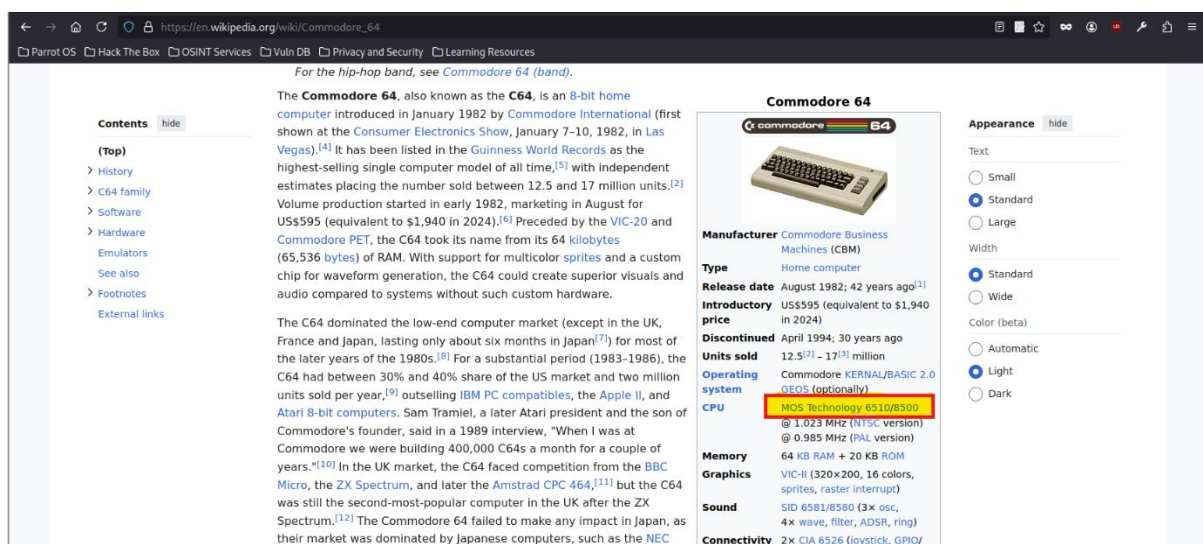 https://en.wikipedia.org/wiki/Commodore_64
Parrot OS Hack The Box OSINT Services Vuln DB Privacy and Security Learning Resources
For the hip-hop band, see Commodore 64 (band).
Contents hide
(Top)
History
C64 family
Software
Hardware
Emulators
See also
Footnotes
External links
The Commodore 64, also known as the C64, is an 8-bit home
computer introduced in January 1982 by Commodore International (first
shown at the Consumer Electronics Show, January 7–10, 1982, in Las
Vegas).[4] It has been listed in the Guinness World Records as the
highest-selling single computer model of all time,[5] with independent
estimates placing the number sold between 12.5 and 17 million units.[2]
Volume production started in early 1982, marketing in August for
US$595 (equivalent to $1,940 in 2024).[6] Preceded by the VIC-20 and
Commodore PET, the C64 took its name from its 64 kilobytes
(65,536 bytes) of RAM. With support for multicolor sprites and a custom
chip for waveform generation, the C64 could create superior visuals and
audio compared to systems without such custom hardware.
The C64 dominated the low-end computer market (except in the UK,
France and Japan, lasting only about six months in Japan[7]) for most of
the later years of the 1980s.[8] For a substantial period (1983–1986), the
C64 had between 30% and 40% share of the US market and two million
units sold per year,[9] outselling IBM PC compatibles, the Apple II, and
Atari 8-bit computers. Sam Tramiel, a later Atari president and the son of
Commodore's founder, said in a 1989 interview, "When I was at
Commodore we were building 400,000 C64s a month for a couple of
years."[10] In the UK market, the C64 faced competition from the BBC
Micro, the ZX Spectrum, and later the Amstrad CPC 464,[11] but the C64
was still the second-most-popular computer in the UK after the ZX
Spectrum.[12] The Commodore 64 failed to make any impact in Japan, as
their market was dominated by Japanese computers, such as the NEC
Commodore 64
commodore 64
Manufacturer Commodore Business
Machines (CBM)
Type Home computer
Release date August 1982; 42 years ago[1]
Introductory US$595 (equivalent to $1,940
price in 2024)
Discontinued April 1994; 30 years ago
Units sold 12.5[2] – 17[3] million
Operating Commodore KERNAL/BASIC 2.0
system GEOS (optionally)
CPU MOS Technology 6510/8500
@ 1.023 MHz (NTSC version)
@ 0.985 MHz (PAL version)
Memory 64 KB RAM + 20 KB ROM
Graphics VIC-II (320×200, 16 colors,
sprites, raster interrupt)
Sound SID 6581/8580 (3× osc,
4× wave, filter, ADSR, ring)
Connectivity 2× CIA 6526 (joystick, GPIO/
Appearance hide
Text
Small
Standard
Large
Width
Standard
Wide
Color (beta)
Automatic
Light
Dark